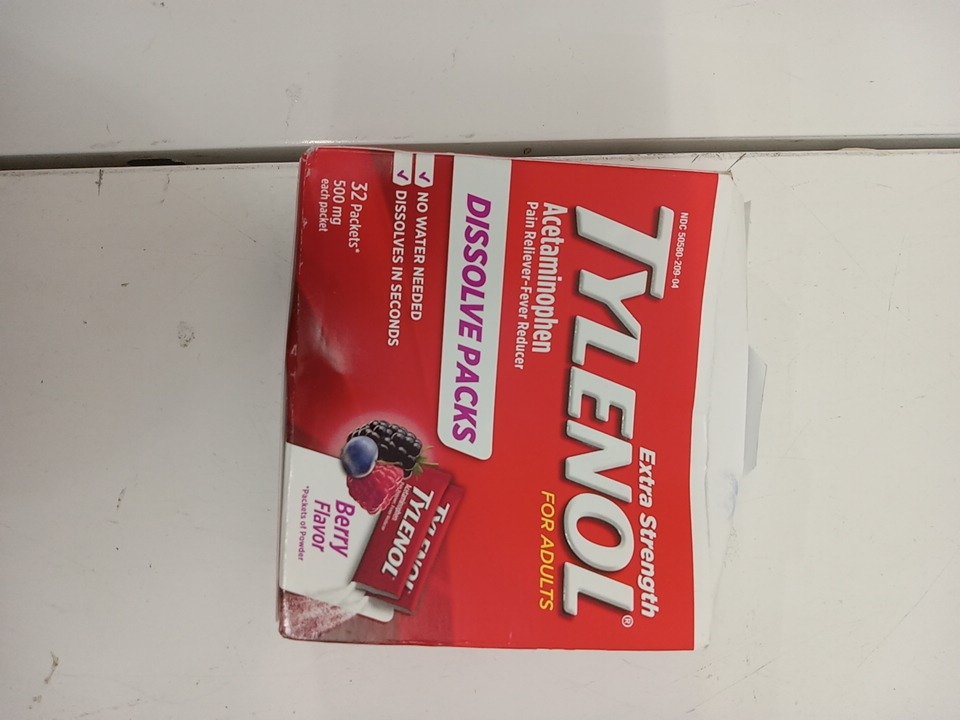 NDC 50580-209-04
Extra Strength
TYLENOL®
FOR ADULTS
Acetaminophen
Pain Reliever-Fever Reducer
DISSOLVE PACKS
NO WATER NEEDED
DISSOLVES IN SECONDS
32 Packets*
500 mg
each packet
TYLENOL
TYLENOL
Berry
Flavor
*Packets of Powder